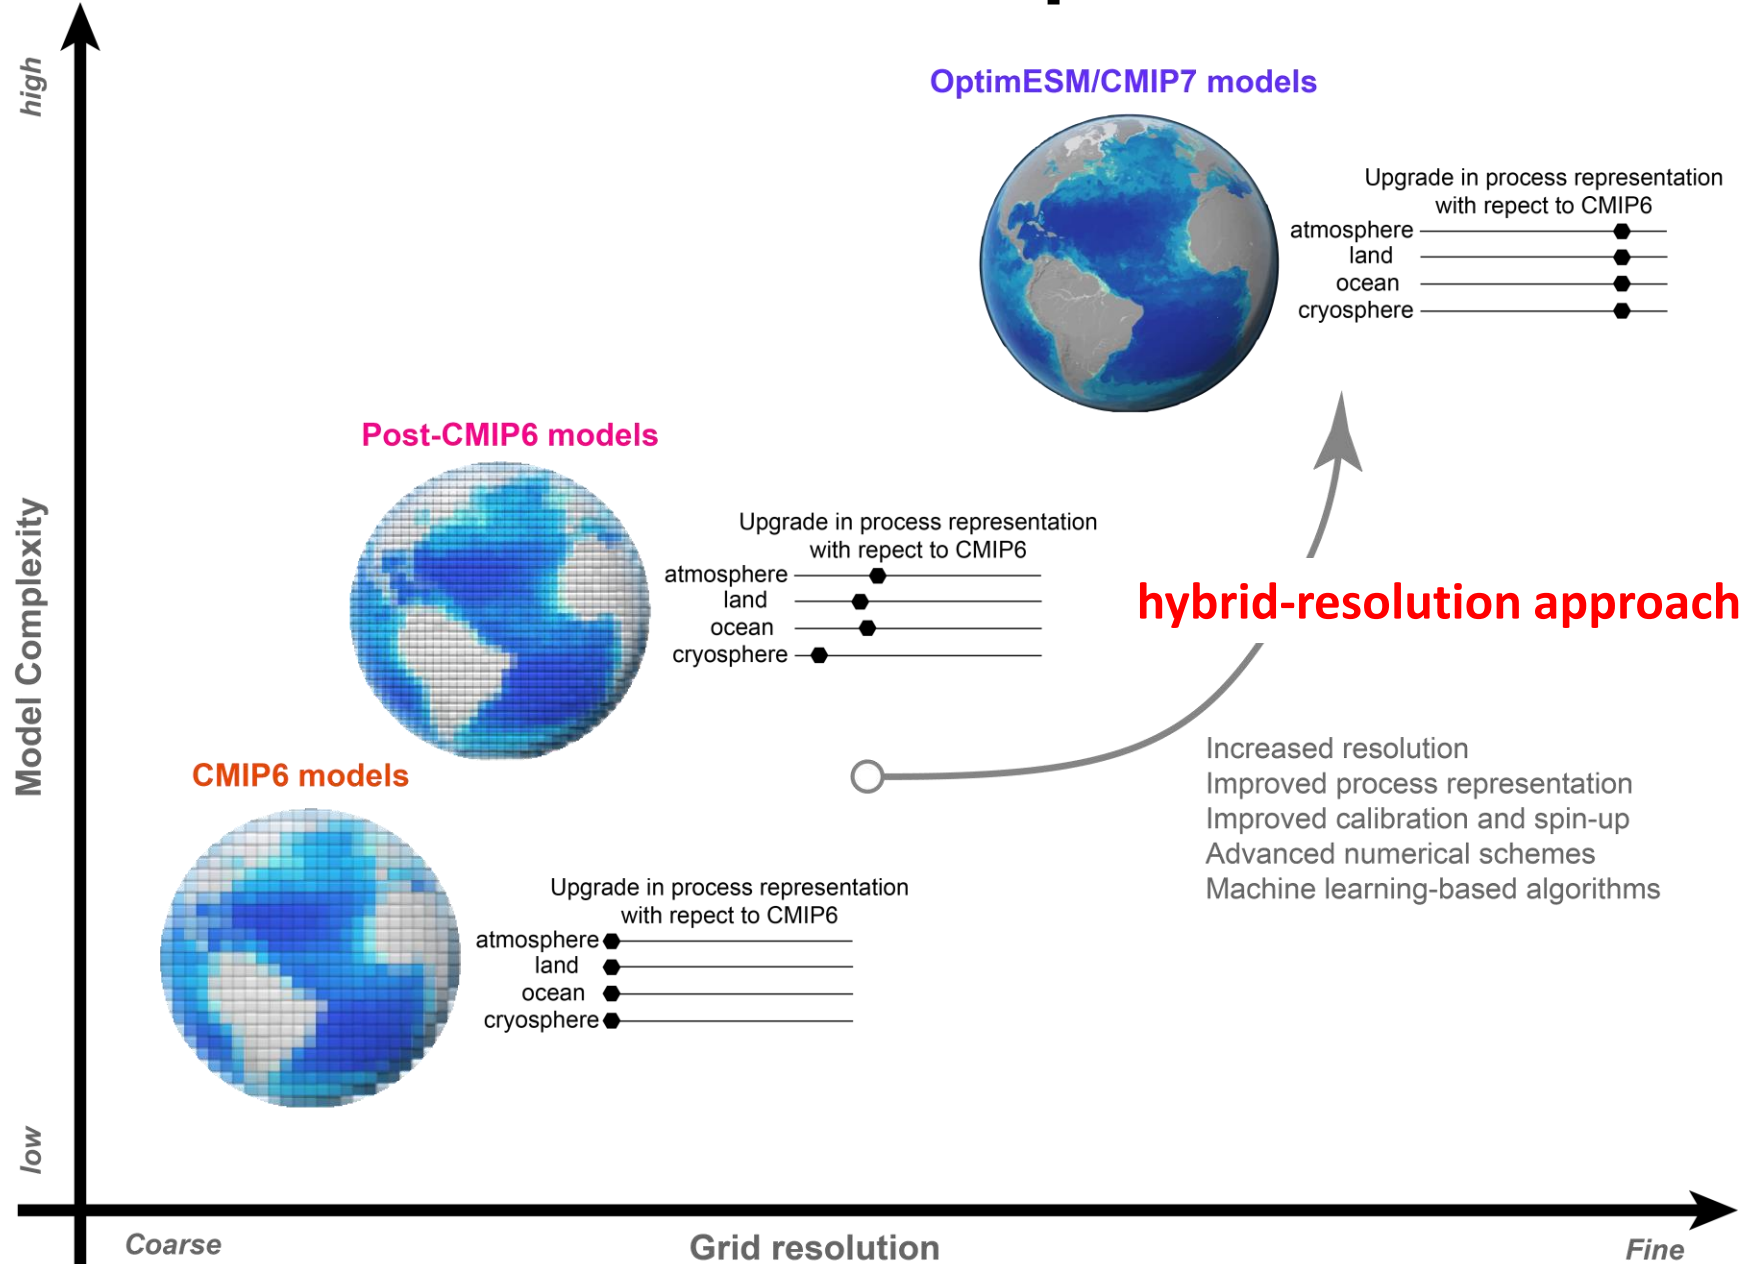 high
OptimESM/CMIP7 models
Upgrade in process representation
with repect to CMIP6
atmosphere
land
ocean
cryosphere
Post-CMIP6 models
Upgrade in process representation
with repect to CMIP6
atmosphere
land
ocean
cryosphere
hybrid-resolution approach
Model Complexity
Increased resolution
Improved process representation
Improved calibration and spin-up
Advanced numerical schemes
Machine learning-based algorithms
CMIP6 models
Upgrade in process representation
with repect to CMIP6
atmosphere
land
ocean
cryosphere
low
Coarse
Grid resolution
Fine